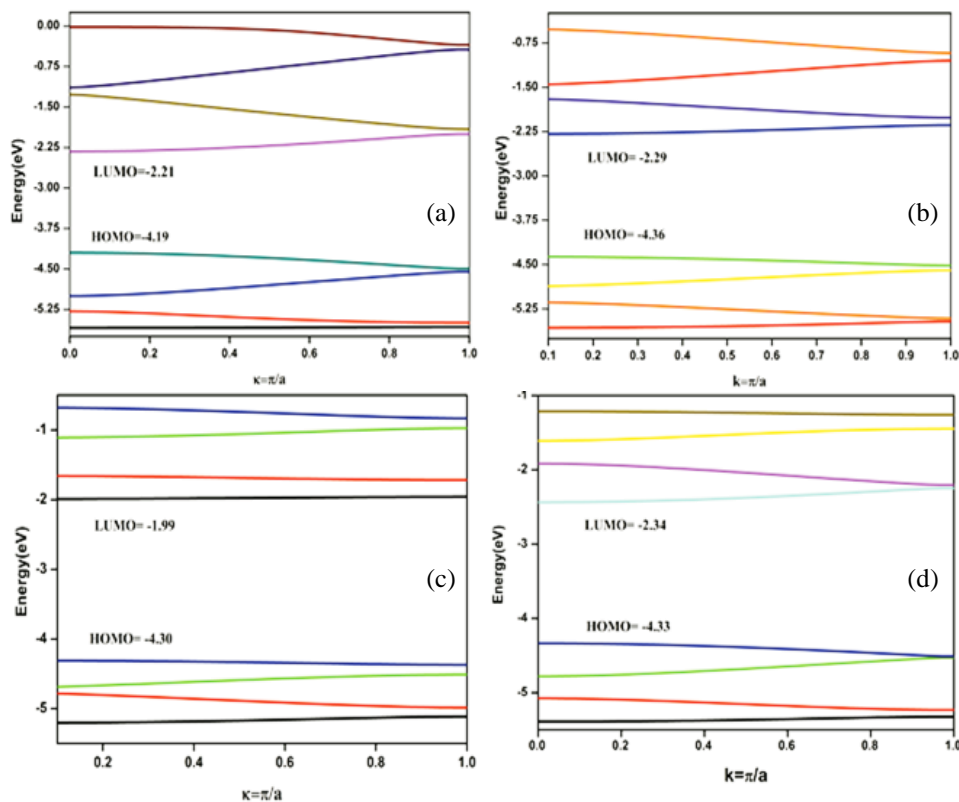 0.00
-0.75
-1.50
-2.25
-3.00
-3.75
-4.50
-5.25
Energy(eV)
LUMO=-2.21
HOMO=-4.19
(a)
0.0 0.2 0.4 0.6 0.8 1.0
κ=π/a
-0.75
-1.50
-2.25
-3.00
-3.75
-4.50
-5.25
Energy(eV)
LUMO=-2.29
HOMO=-4.36
(b)
0.1 0.2 0.3 0.4 0.5 0.6 0.7 0.8 0.9 1.0
k=π/a
-1
-2
-4
-5
Energy(eV)
LUMO= -1.99
HOMO= -4.30
(c)
0.2 0.4 0.6 0.8 1.0
κ=π/a
-1
-2
-3
-4
-5
Energy(eV)
LUMO= -2.34
HOMO= -4.33
(d)
0.0 0.2 0.4 0.6 0.8 1.0
k=π/a